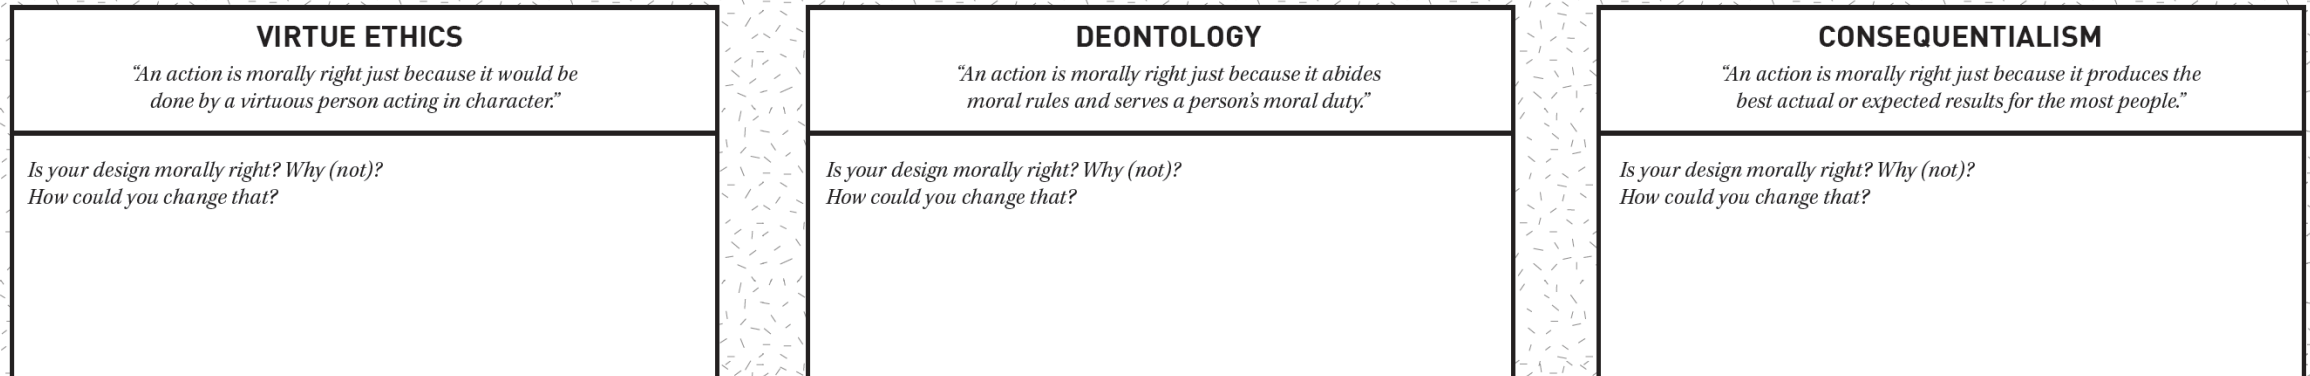 VIRTUE ETHICS
“An action is morally right just because it would be
done by a virtuous person acting in character.”
Is your design morally right? Why (not)?
How could you change that?
DEONTOLOGY
“An action is morally right just because it abides
moral rules and serves a person’s moral duty.”
Is your design morally right? Why (not)?
How could you change that?
CONSEQUENTIALISM
“An action is morally right just because it produces the
best actual or expected results for the most people.”
Is your design morally right? Why (not)?
How could you change that?